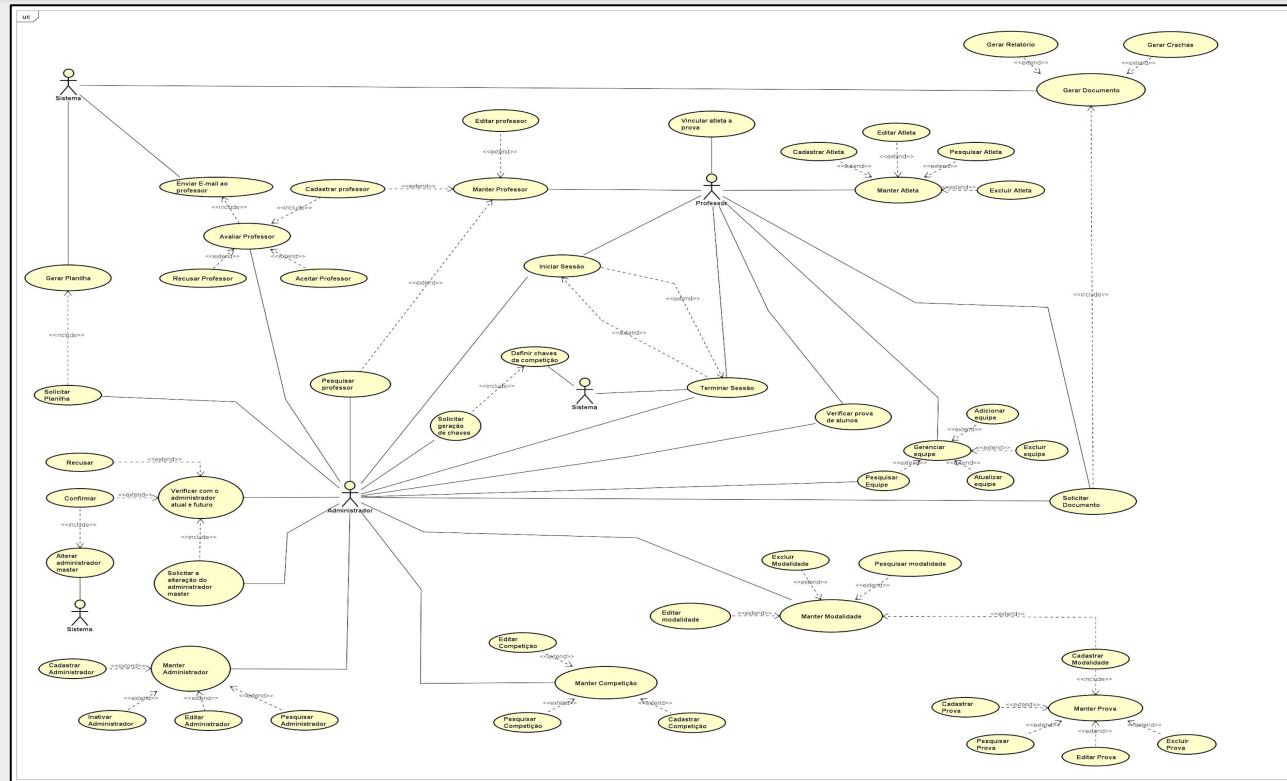 uc
Gerar Relatório
Gerar Crachás
<<extend>>
<<extend>>
Gerar Documento
Sistema
Editar professor
Vincular atleta a
prova
Editar Atleta
Cadastrar Atleta
Pesquisar Atleta
<<extend>>
<<extend>>
<<extend>>
<<extend>>
Enviar E-mail ao
professor
Cadastrar professor
<<extend>>
Manter Professor
Professor
Manter Atleta
<<extend>>
Excluir Atleta
<<include>>
<<include>>
Avaliar Professor
<<extend>>
<<extend>>
Recusar Professor
Aceitar Professor
Gerar Planilha
Iniciar Sessão
<<extend>>
<<extend>>
<<extend>>
<<include>>
<<include>>
Definir chaves
da competição
<<include>>
Sistema
Terminar Sessão
Pesquisar
professor
Solicitar
Planilha
Solicitar
geração
de chaves
Verificar prova
de alunos
Adicionar
equipe
<<extend>>
Gerenciar
equipe
<<extend>>
Excluir
equipe
<<extend>>
<<extend>>
Pesquisar
Equipe
Atualizar
equipe
Solicitar
Documento
Recusar
<<extend>>
Confirmar
<<extend>>
Verificar com o
administrador
atual e futuro
Administrador
<<include>>
<<include>>
Alterar
administrador
master
Solicitar a
alteração do
administrador
master
Sistema
Excluir
Modalidade
Pesquisar modalidade
<<extend>>
<<extend>>
Editar
modalidade
<<extend>>
Manter Modalidade
<<extend>>
Cadastrar
Modalidade
<<include>>
Editar
Competição
<<extend>>
Manter Competição
<<extend>>
<<extend>>
Pesquisar
Competição
Cadastrar
Competição
Cadastrar
Administrador
<<extend>>
Manter
Administrador
<<extend>>
<<extend>>
<<extend>>
Inativar
Administrador
Editar
Administrador
Pesquisar
Administrador
Cadastrar
Prova
<<extend>>
Manter Prova
<<extend>>
<<extend>>
<<extend>>
Pesquisar
Prova
Editar Prova
Excluir
Prova